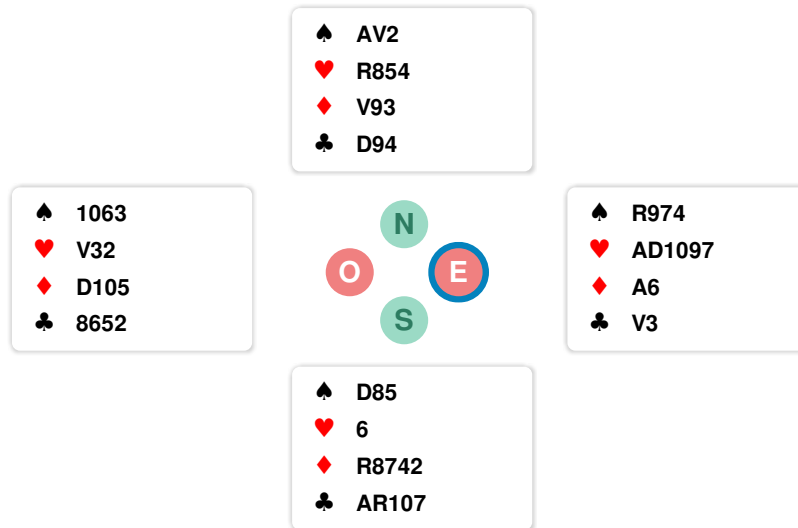 ♠ AV2
♥ R854
♦ V93
♣ D94
♠ 1063
♥ V32
♦ D105
♣ 8652
N
O
E
S
♠ R974
♥ AD1097
♦ A6
♣ V3
♠ D85
♥ 6
♦ R8742
♣ AR107